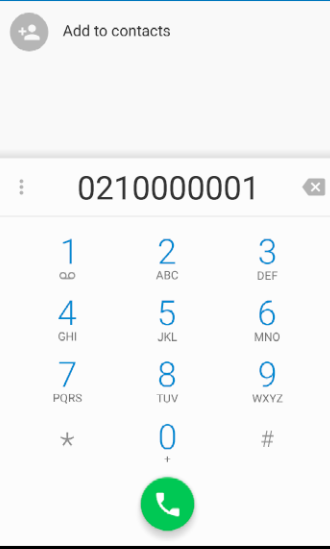 Add to contacts
0210000001
1 2 3
ABC DEF
4 5 6
GHI JKL MNO
7 8 9
PQRS TUV WXYZ
* 0 #
+